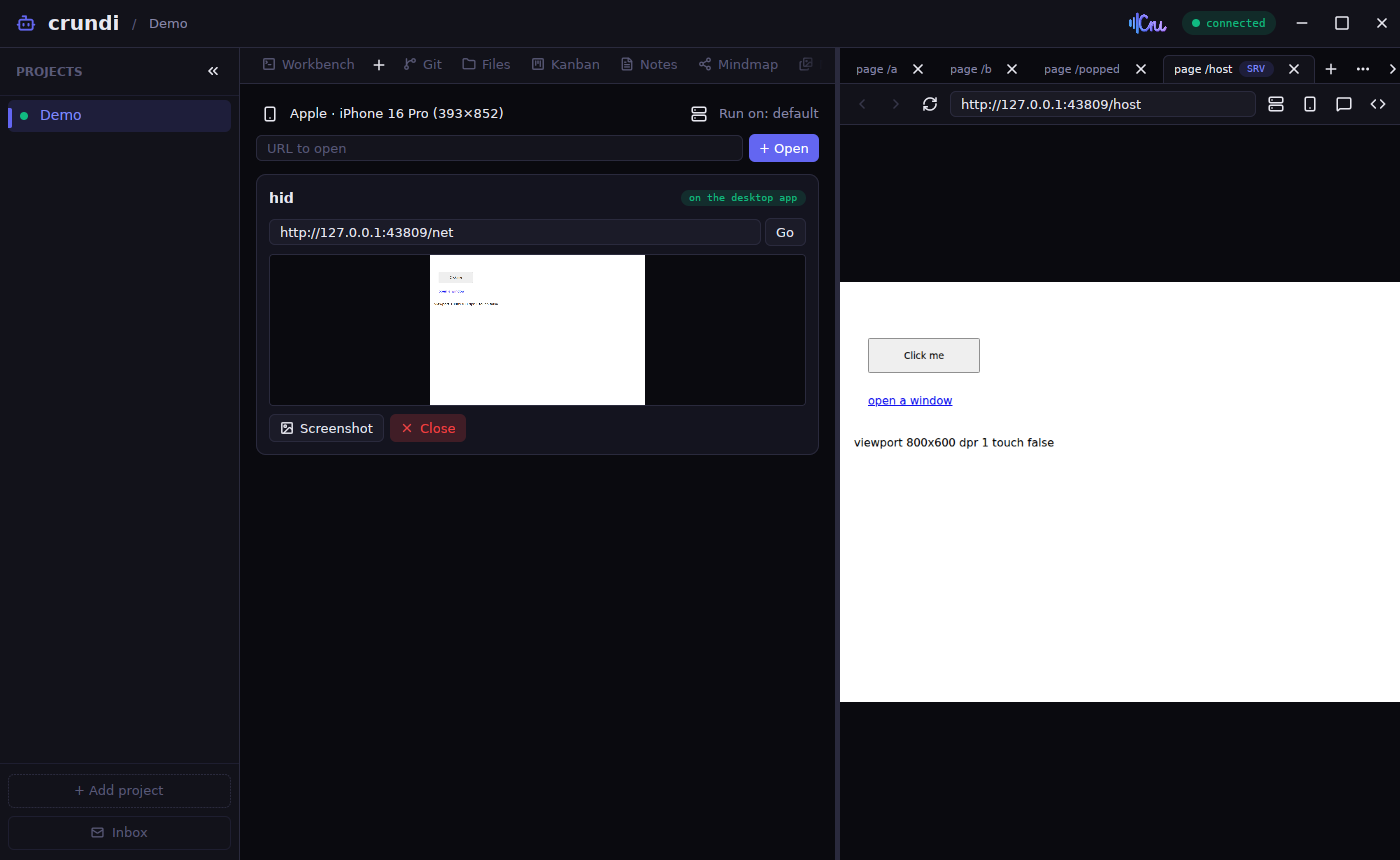 crundi / Demo
Cru
connected
PROJECTS
Demo
+ Add project
Inbox
Workbench
Git
Files
Kanban
Notes
Mindmap
Apple · iPhone 16 Pro (393×852)
Run on: default
URL to open
+ Open
hid
on the desktop app
http://127.0.0.1:43809/net
Go
Screenshot
Close
page /a
page /b
page /popped
page /host SRV
http://127.0.0.1:43809/host
Click me
open a window
viewport 800x600 dpr 1 touch false